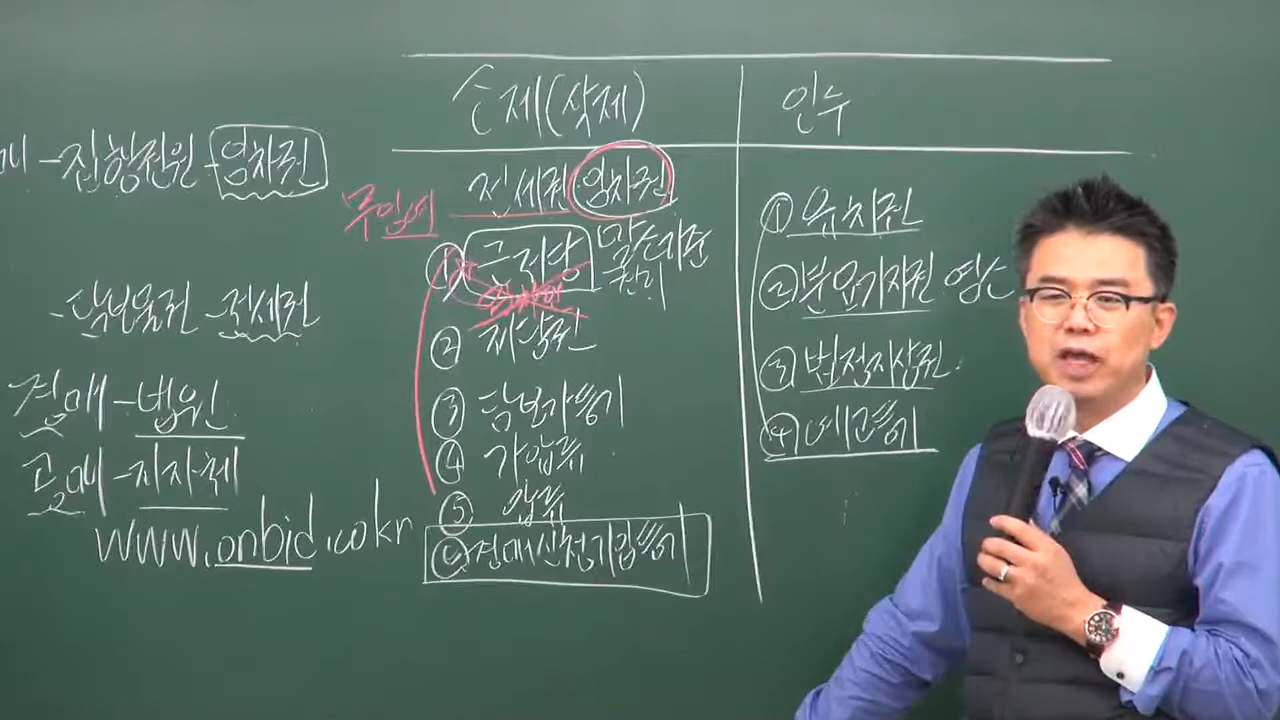 소제(삭제)
인수
매 - 집행권원 - 임차권
전세권 임차권
주임법
① 근저당 말소기준권리
② 저당권
③ 담보가등기
④ 가압류
⑤ 압류
⑥ 경매신청기입등기
① 유치권
② 분묘기지권
③ 법정지상권
④ 예고등기
- 담보물권 - 전세권
경매 - 법원
공매 - 지자체
www.onbid.co.kr